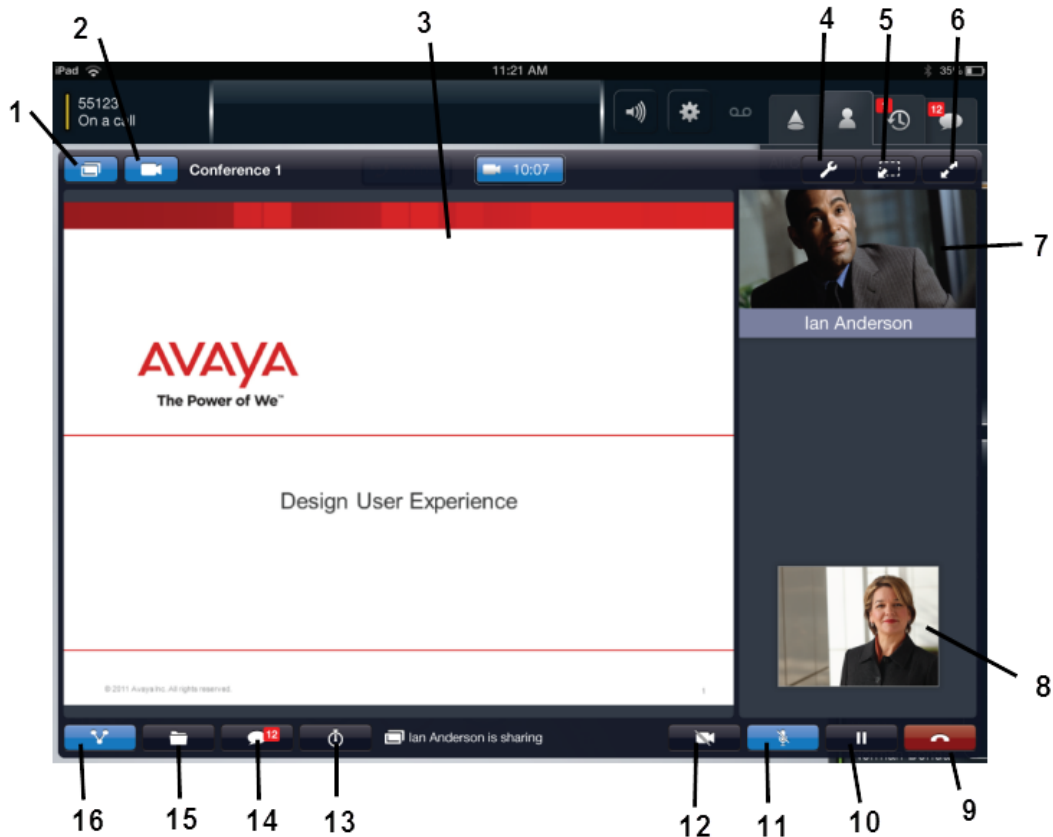 2
3
4
5
6
iPad
11:21 AM
35%
1
55123
On a call
1
12
Conference 1
10:07
7
Ian Anderson
AVAYA
The Power of We™
Design User Experience
8
© 2011 Avaya Inc. All rights reserved.
1
12
Ian Anderson is sharing
16
15
14
13
12
11
10
9